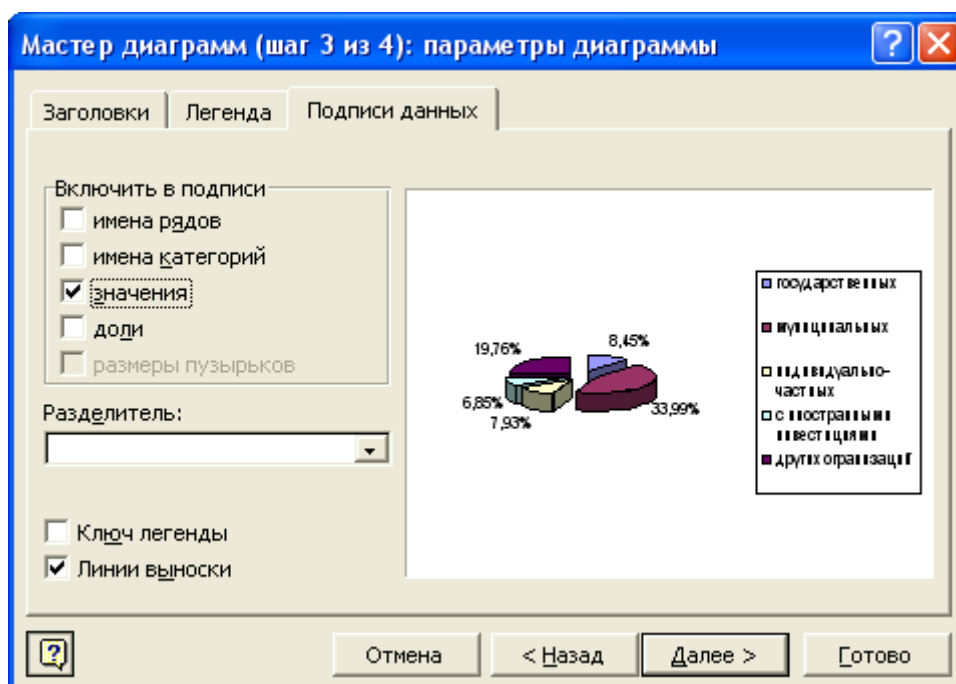 Мастер диаграмм (шаг 3 из 4): параметры диаграммы
Заголовки
Легенда
Подписи данных
Включить в подписи
имена рядов
имена категорий
значения
доли
размеры пузырьков
Разделитель:
Ключ легенды
Линии выноски
19,76%
8,45%
6,85%
7,93%
33,99%
государственных
муниципальных
индивидуально-
частных
с иностранными
инвестициями
других
Отмена
< Назад
Далее >
Готово